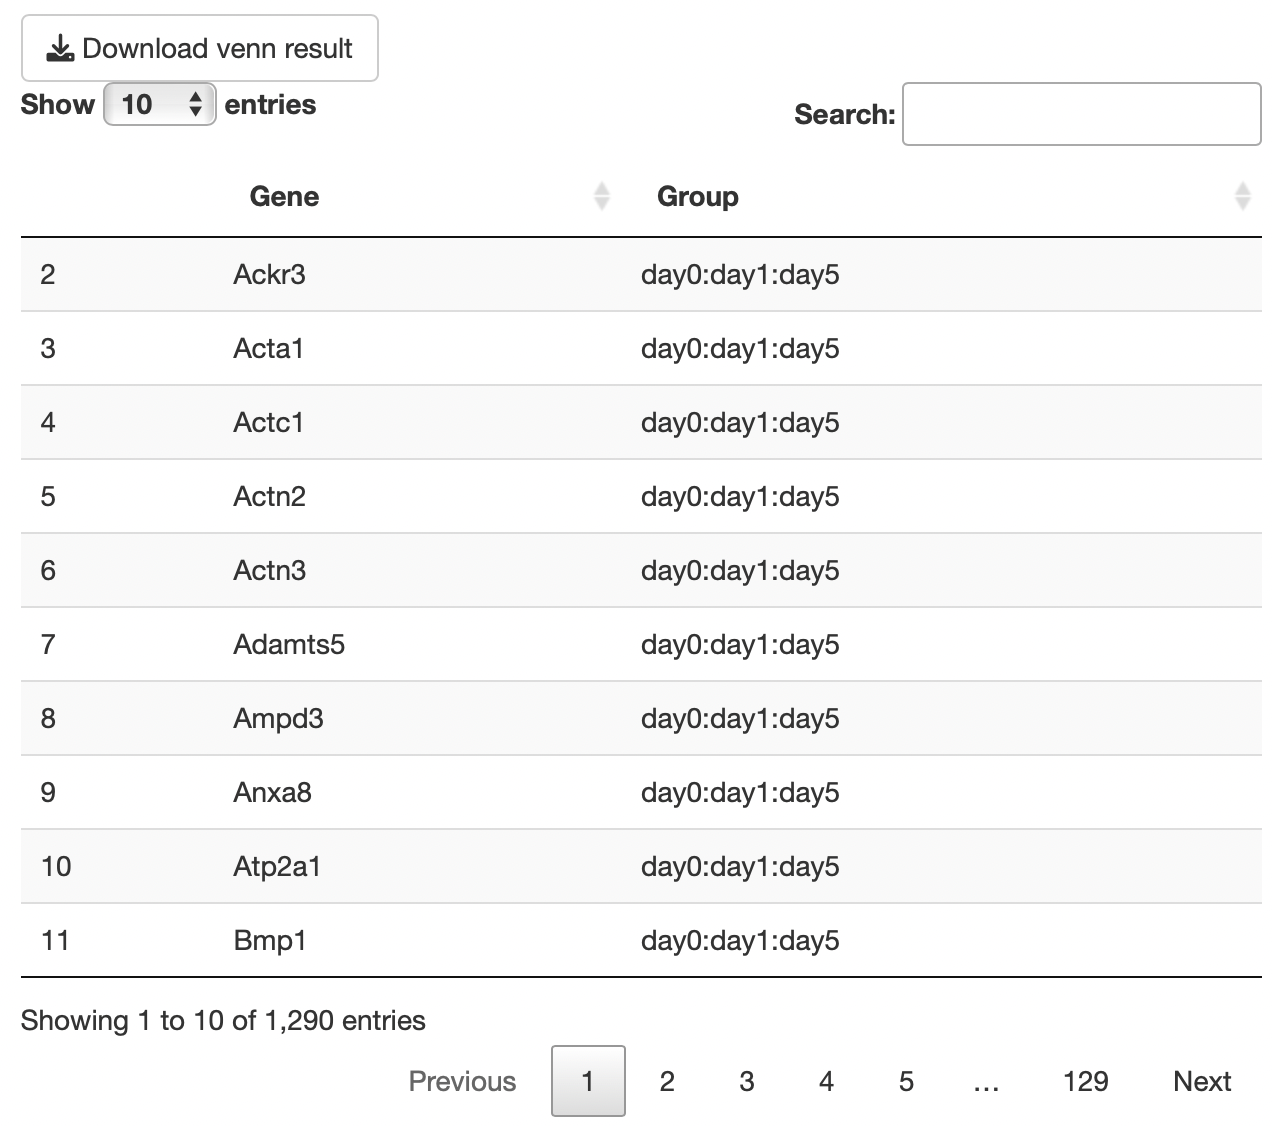 Download venn result
Show 10 entries
Search:
Gene Group
2 Ackr3 day0:day1:day5
3 Acta1 day0:day1:day5
4 Actc1 day0:day1:day5
5 Actn2 day0:day1:day5
6 Actn3 day0:day1:day5
7 Adamts5 day0:day1:day5
8 Ampd3 day0:day1:day5
9 Anxa8 day0:day1:day5
10 Atp2a1 day0:day1:day5
11 Bmp1 day0:day1:day5
Showing 1 to 10 of 1,290 entries
Previous 1 2 3 4 5 … 129 Next